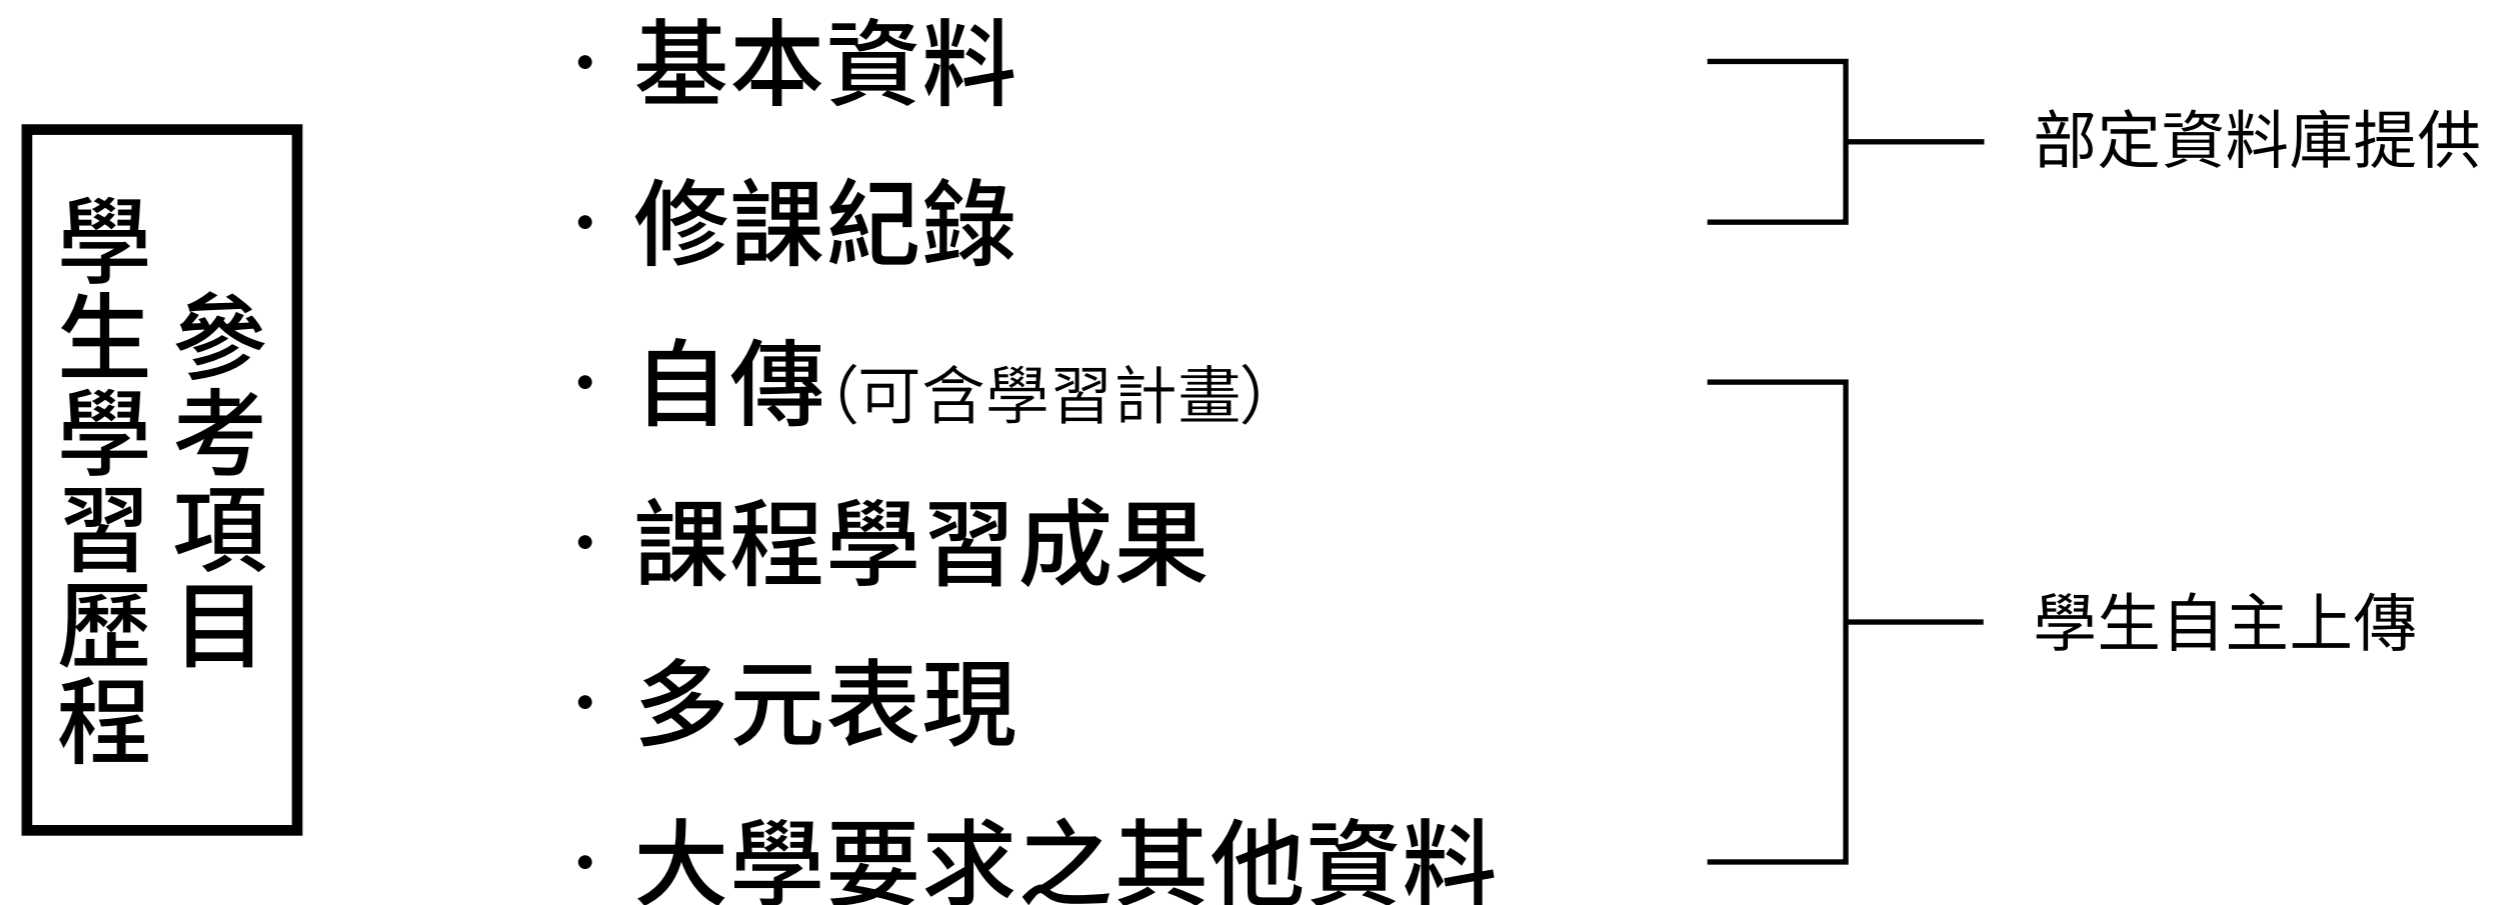 學生學習歷程
參考項目
・基本資料
・修課紀錄
・自傳(可含學習計畫)
・課程學習成果
・多元表現
・大學要求之其他資料
部定資料庫提供
學生自主上傳